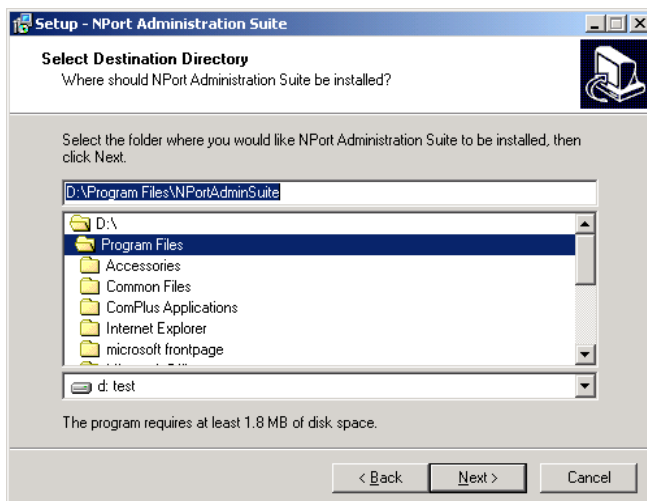 Setup - NPort Administration Suite
Select Destination Directory
Where should NPort Administration Suite be installed?
Select the folder where you would like NPort Administration Suite to be installed, then
click Next.
D:\Program Files\NPortAdminSuite
D:\
Program Files
Accessories
Common Files
ComPlus Applications
Internet Explorer
microsoft frontpage
d: test
The program requires at least 1.8 MB of disk space.
< Back
Next >
Cancel